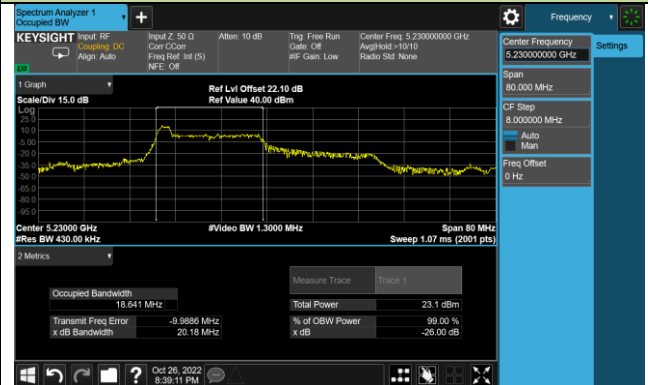 Spectrum Analyzer 1
Occupied BW
Frequency
KEYSIGHT
Input: RF
Coupling: DC
Align: Auto
Input Z: 50 Ω
Corr CCorr
Freq Ref: Int (S)
NFE: Off
Atten: 10 dB
Trig: Free Run
Gate: Off
#IF Gain: Low
Center Freq: 5.230000000 GHz
Avg|Hold:>10/10
Radio Std: None
1 Graph
Scale/Div 15.0 dB
Ref Lvl Offset 22.10 dB
Ref Value 40.00 dBm
Log
25.0
10.0
-5.00
-20.0
-35.0
-50.0
-65.0
-80.0
-95.0
Center 5.23000 GHz
#Res BW 430.00 kHz
#Video BW 1.3000 MHz
Span 80 MHz
Sweep 1.07 ms (2001 pts)
2 Metrics
Measure Trace
Trace 1
Occupied Bandwidth
18.641 MHz
Total Power
23.1 dBm
Transmit Freq Error
-9.9886 MHz
% of OBW Power
99.00 %
x dB Bandwidth
20.18 MHz
x dB
-26.00 dB
Oct 26, 2022
8:39:11 PM
Center Frequency
5.230000000 GHz
Settings
Span
80.000 MHz
CF Step
8.000000 MHz
Auto
Man
Freq Offset
0 Hz